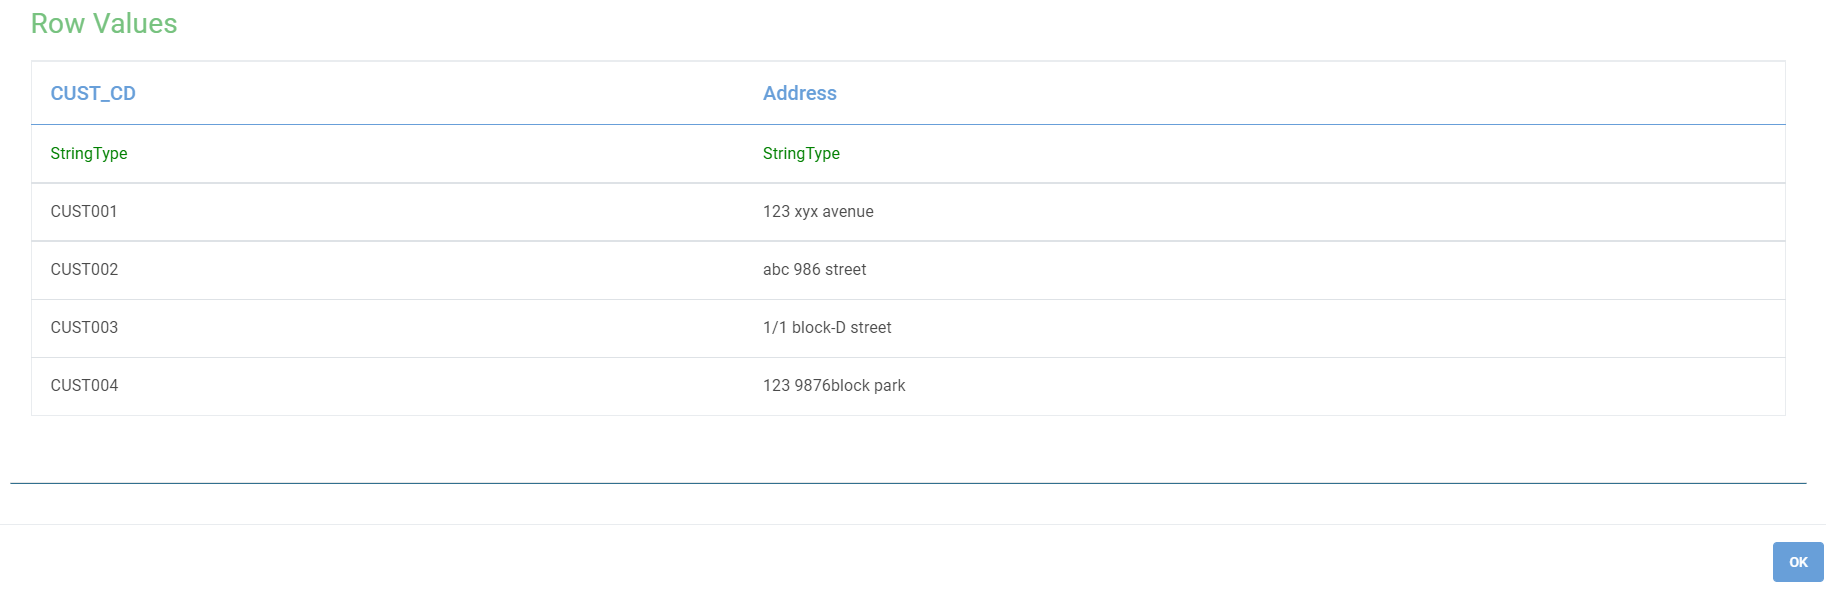 Row Values
CUST_CD Address
StringType StringType
CUST001 123 xyx avenue
CUST002 abc 986 street
CUST003 1/1 block-D street
CUST004 123 9876block park
OK